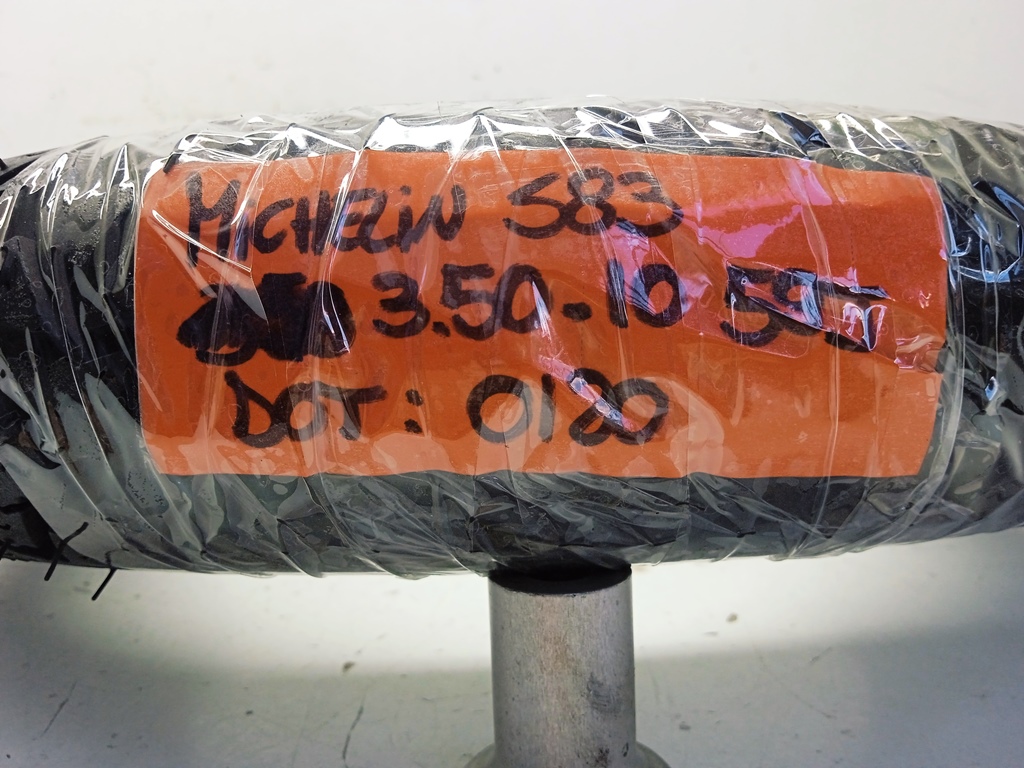 MICHELIN S83
3.50-10 59J
DOT: 0120